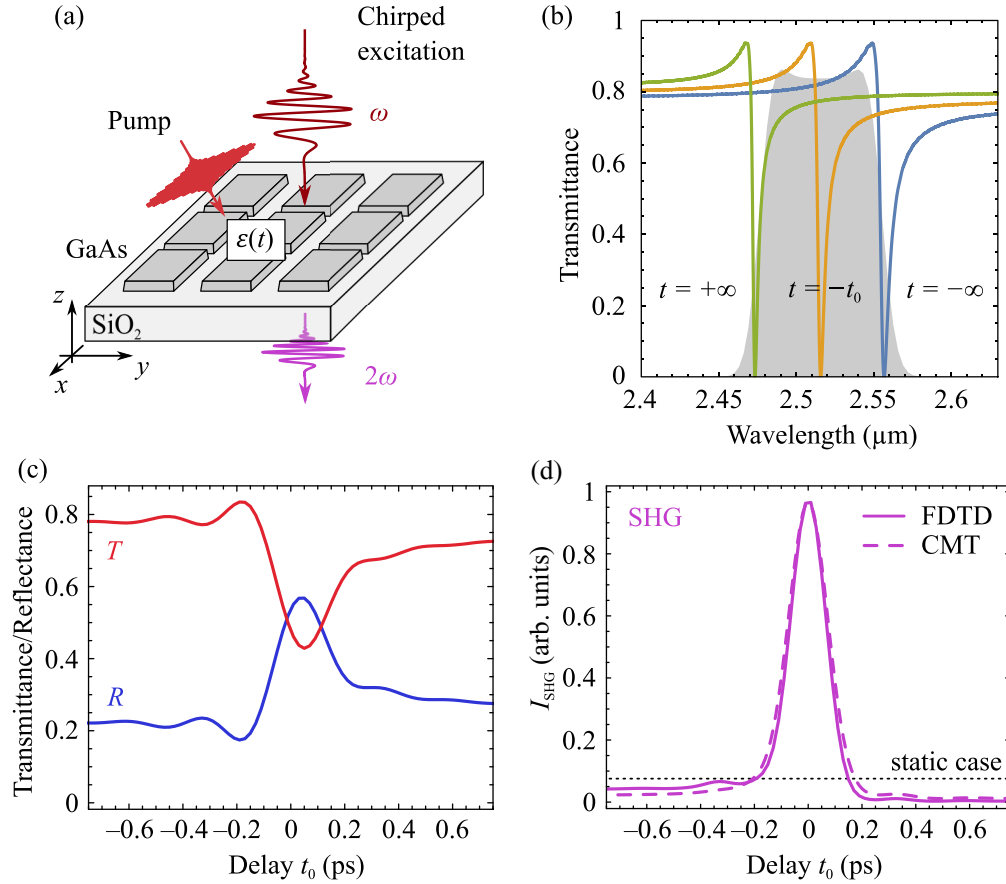 (a)
Chirped
excitation
ω
Pump
GaAs
ε(t)
z
SiO₂
x
y
2ω
(b)
Transmittance
1
0.8
0.6
0.4
0.2
0
t = +∞
t = −t₀
t = −∞
2.4
2.45
2.5
2.55
2.6
Wavelength (µm)
(c)
Transmittance/Reflectance
0.8
0.6
0.4
0.2
0
T
R
−0.6
−0.4
−0.2
0
0.2
0.4
0.6
Delay t₀ (ps)
(d)
I_SHG (arb. units)
1
0.8
0.6
0.4
0.2
0
SHG
FDTD
CMT
static case
−0.6
−0.4
−0.2
0
0.2
0.4
0.6
Delay t₀ (ps)